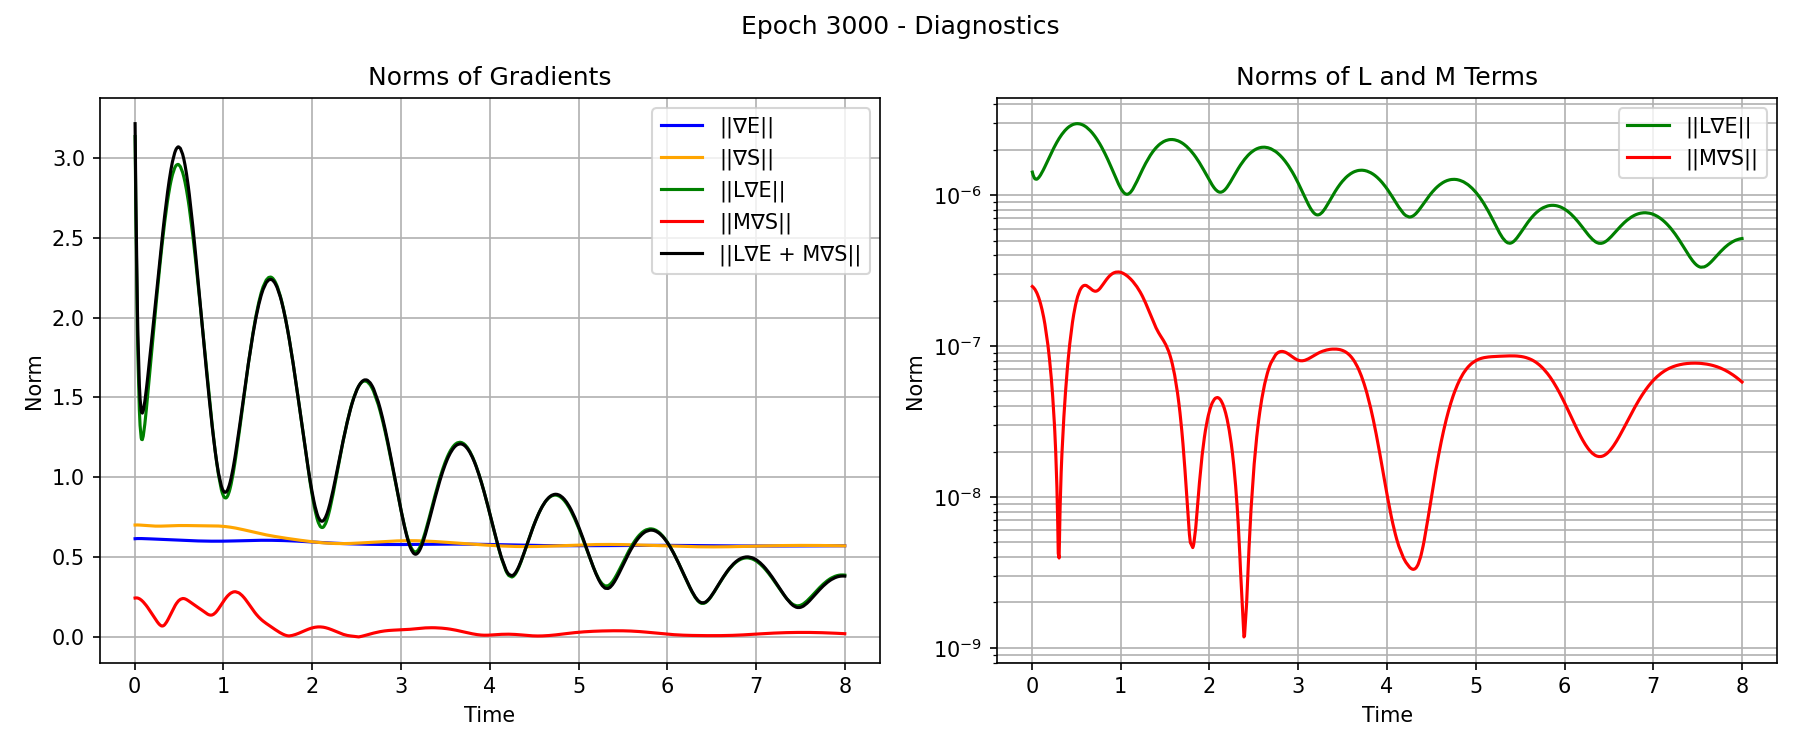 Epoch 3000 - Diagnostics
Norms of Gradients
Norm
3.0
2.5
2.0
1.5
1.0
0.5
0.0
0 1 2 3 4 5 6 7 8
Time
||∇E||
||∇S||
||L∇E||
||M∇S||
||L∇E + M∇S||
Norms of L and M Terms
Norm
10⁻⁶
10⁻⁷
10⁻⁸
10⁻⁹
0 1 2 3 4 5 6 7 8
Time
||L∇E||
||M∇S||